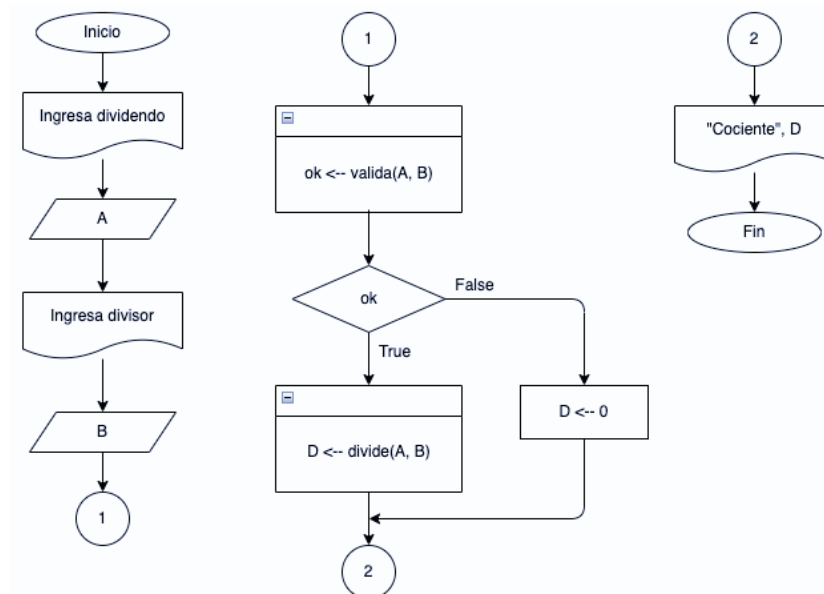 Inicio
Ingresa dividendo
A
Ingresa divisor
B
1
1
ok <-- valida(A, B)
ok
False
True
D <-- divide(A, B)
D <-- 0
2
2
"Cociente", D
Fin